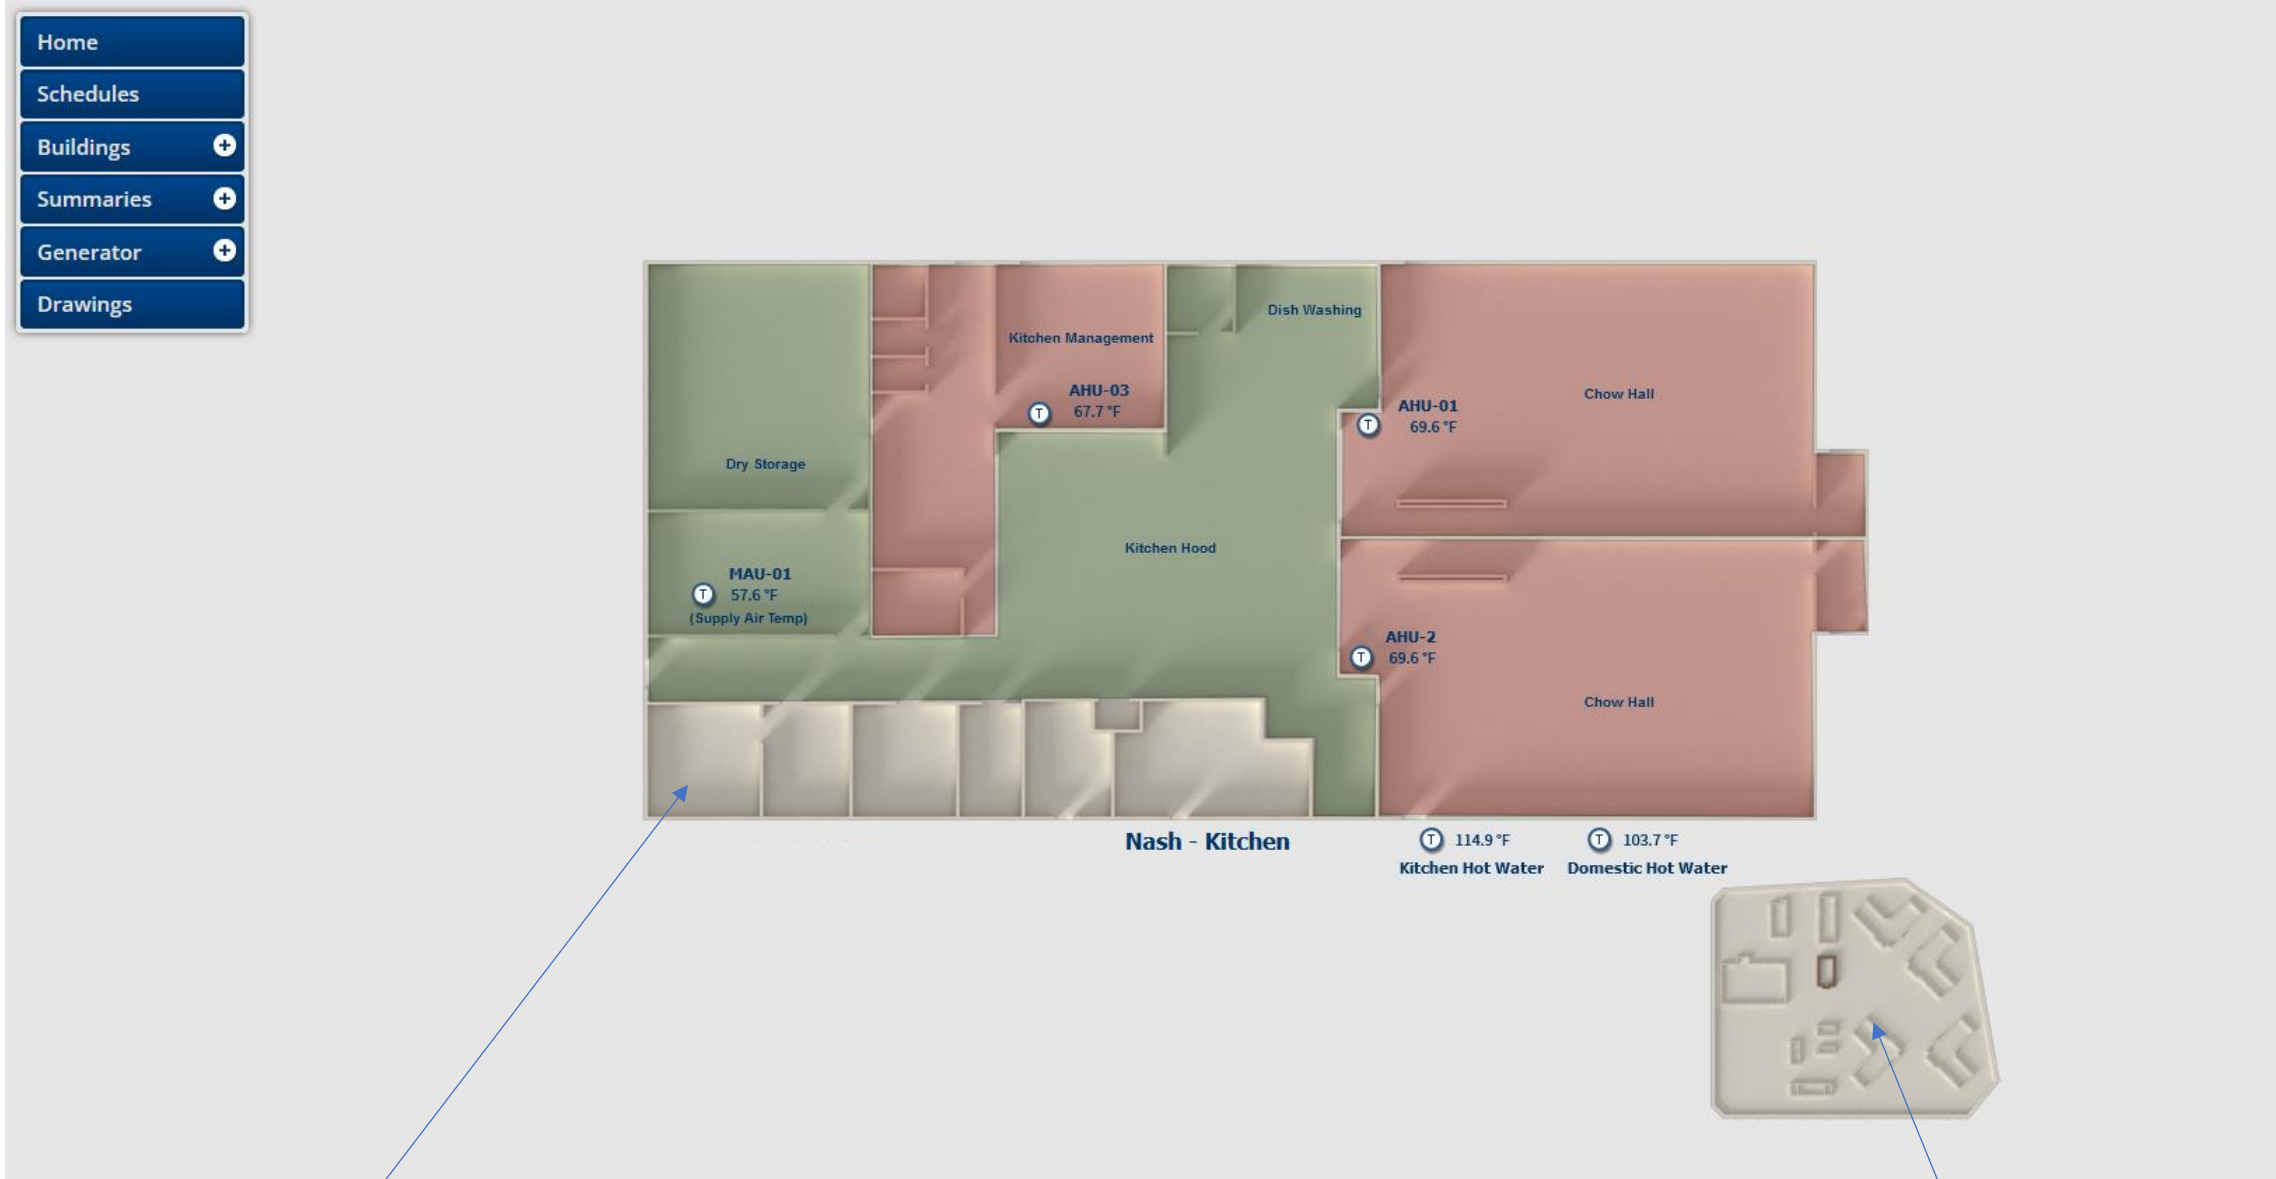 Home
Schedules
Buildings
Summaries
Generator
Drawings
Dish Washing
Kitchen Management
AHU-03
T 67.7 °F
Chow Hall
AHU-01
T 69.6 °F
Dry Storage
Kitchen Hood
MAU-01
T 57.6 °F
(Supply Air Temp)
AHU-2
T 69.6 °F
Chow Hall
Nash - Kitchen
T 114.9 °F
Kitchen Hot Water
T 103.7 °F
Domestic Hot Water